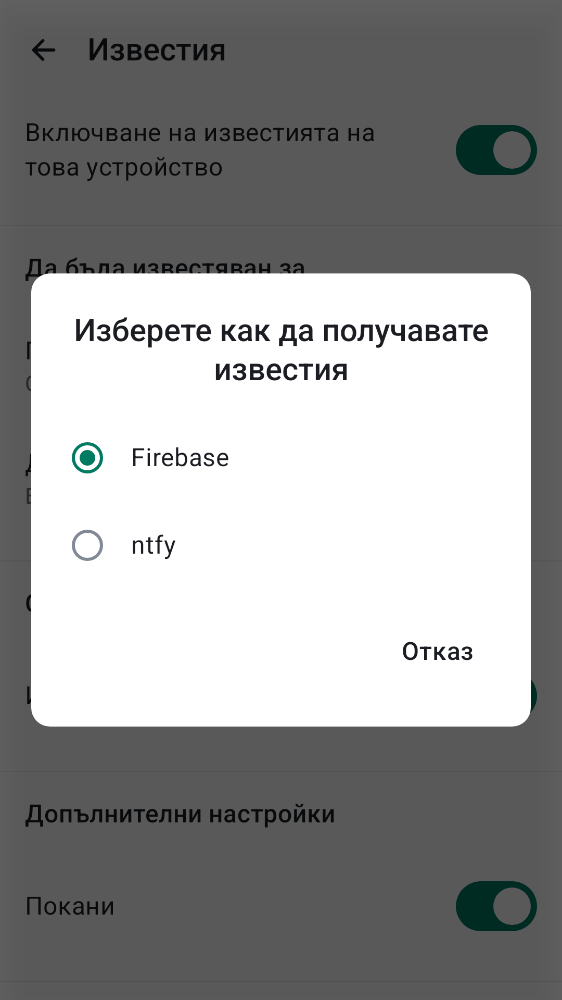 Известия
Включване на известията на
това устройство
Да бъда известяван за
Изберете как да получавате
известия
Firebase
ntfy
Отказ
Допълнителни настройки
Покани